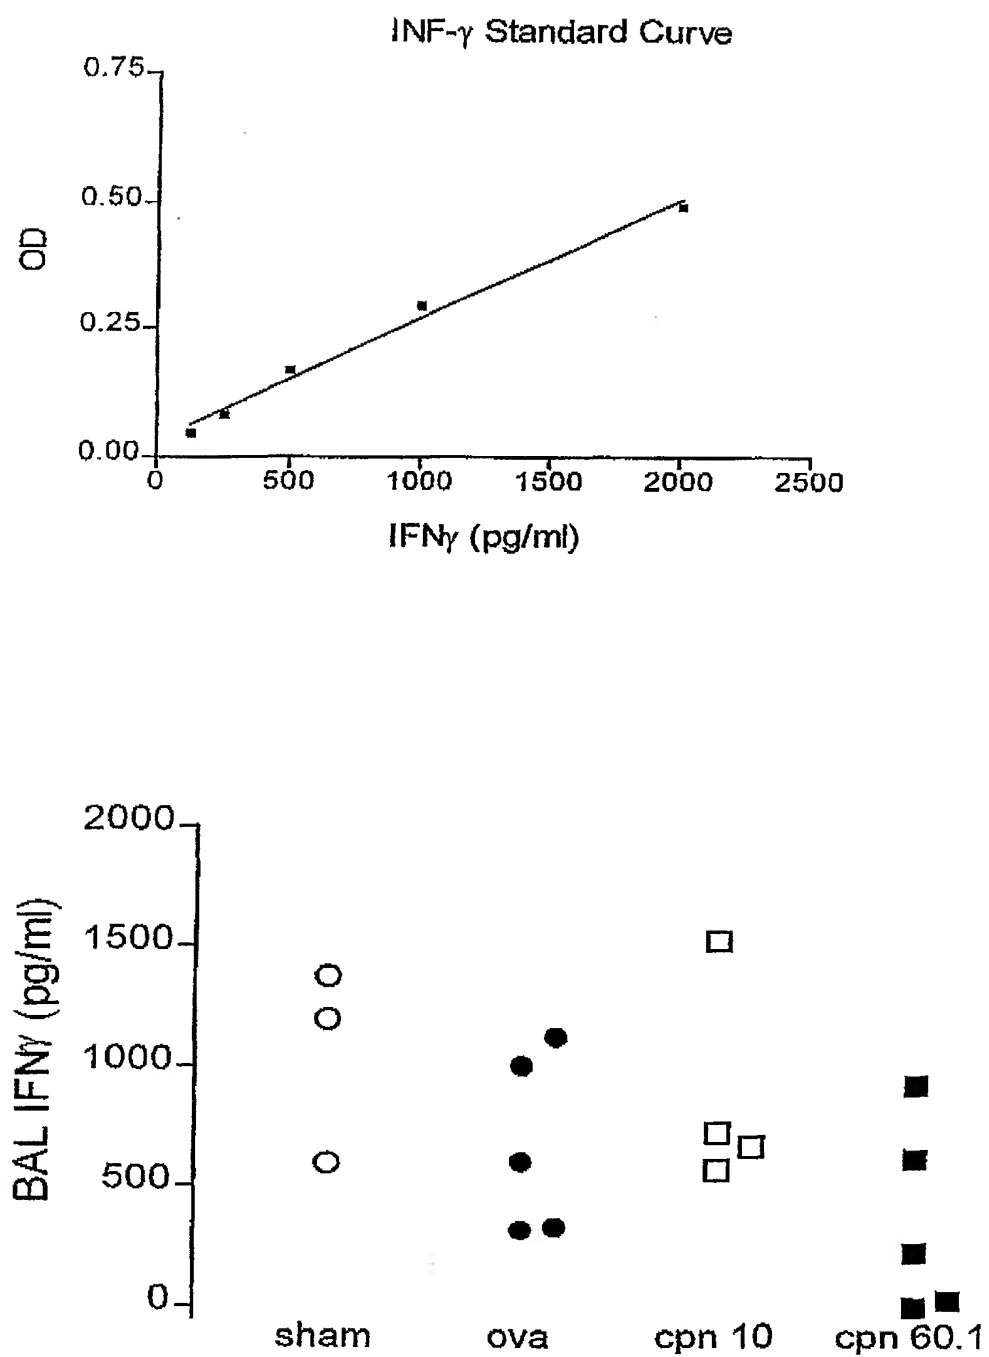 INF-γ Standard Curve
0.75
0.50
0.25
0.00
OD
0 500 1000 1500 2000 2500
IFNγ (pg/ml)
2000
1500
1000
500
0
BAL IFNγ (pg/ml)
sham ova cpn 10 cpn 60.1